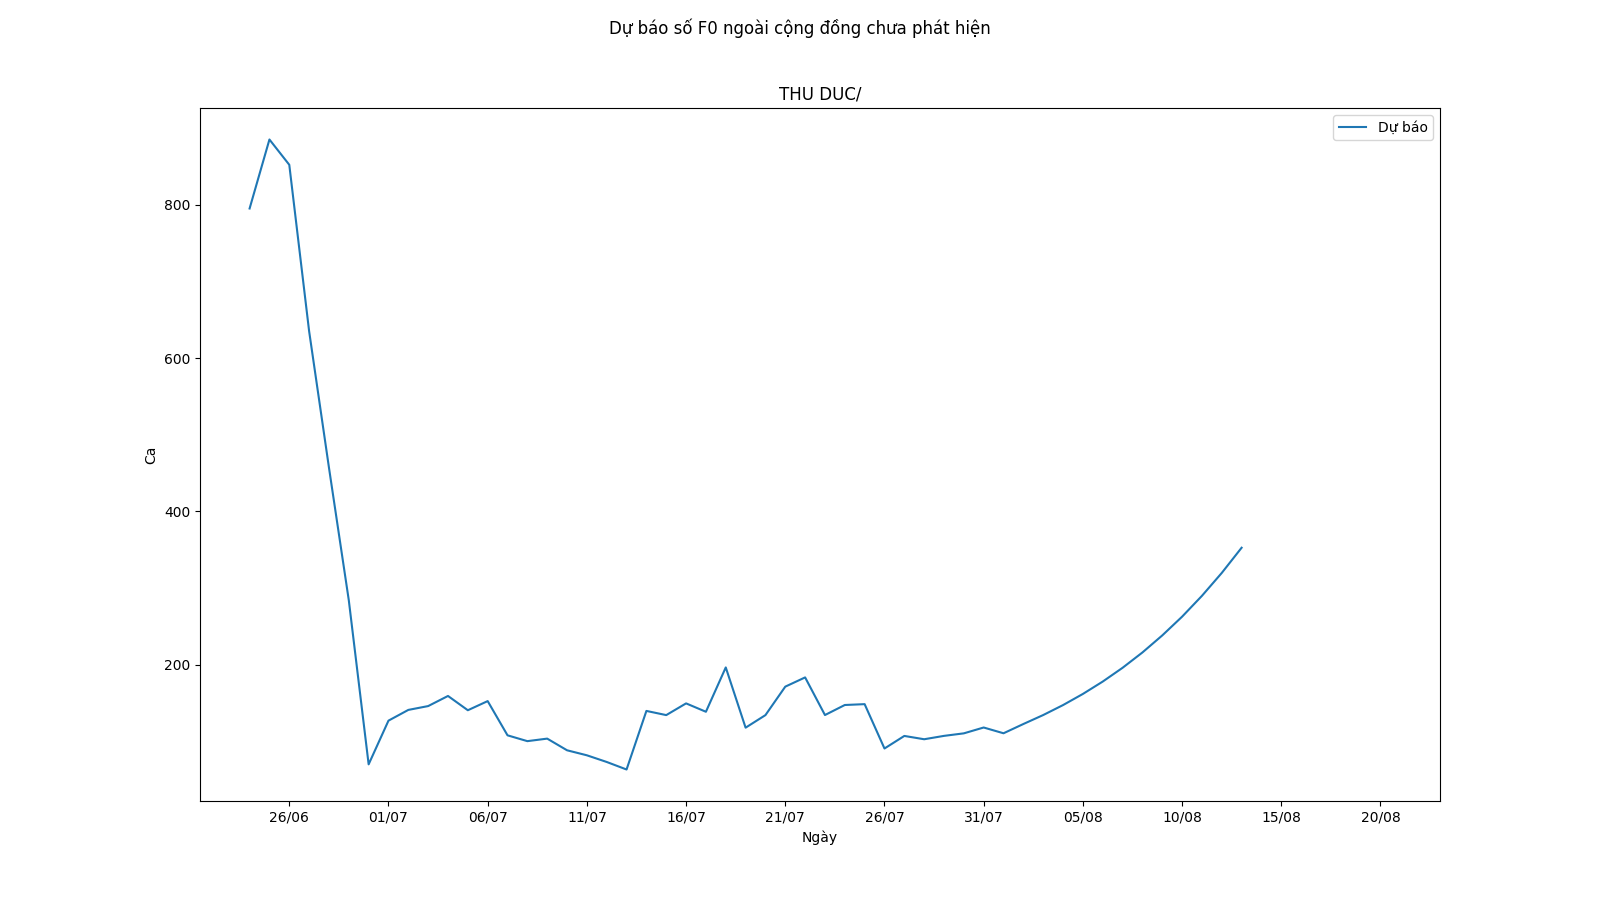 Dự báo số F0 ngoài cộng đồng chưa phát hiện
THU DUC/
Dự báo
800
600
400
200
Ca
26/06 01/07 06/07 11/07 16/07 21/07 26/07 31/07 05/08 10/08 15/08 20/08
Ngày